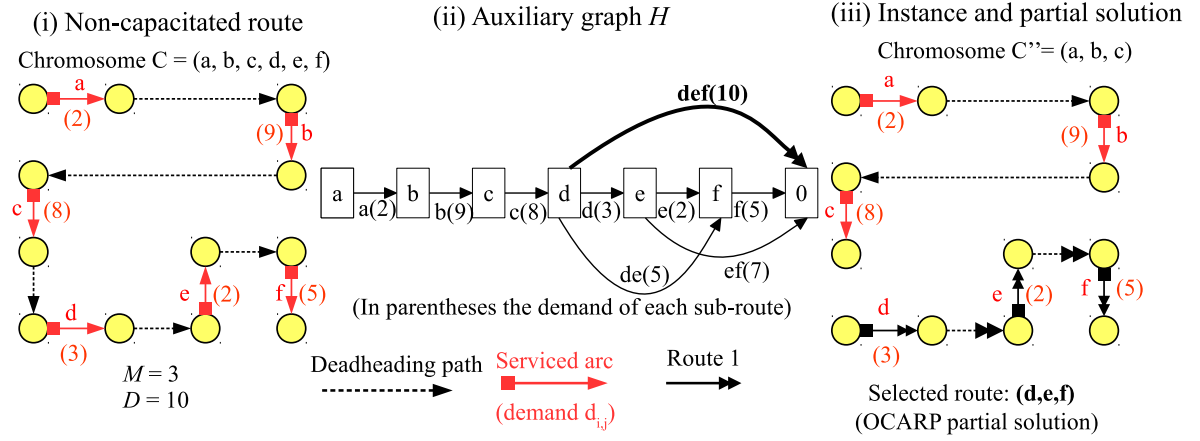 (i) Non-capacitated route
Chromosome C = (a, b, c, d, e, f)
a
(2)
(9)
b
c
(8)
e
(2)
f
(5)
d
(3)
M = 3
D = 10
(ii) Auxiliary graph H
def(10)
a
b
c
d
e
f
0
a(2)
b(9)
c(8)
d(3)
e(2)
f(5)
de(5)
ef(7)
(In parentheses the demand of each sub-route)
Deadheading path
Serviced arc
(demand di,j)
Route 1
(iii) Instance and partial solution
Chromosome C’’= (a, b, c)
a
(2)
(9)
b
c
(8)
e
(2)
f
(5)
d
(3)
Selected route: (d,e,f)
(OCARP partial solution)